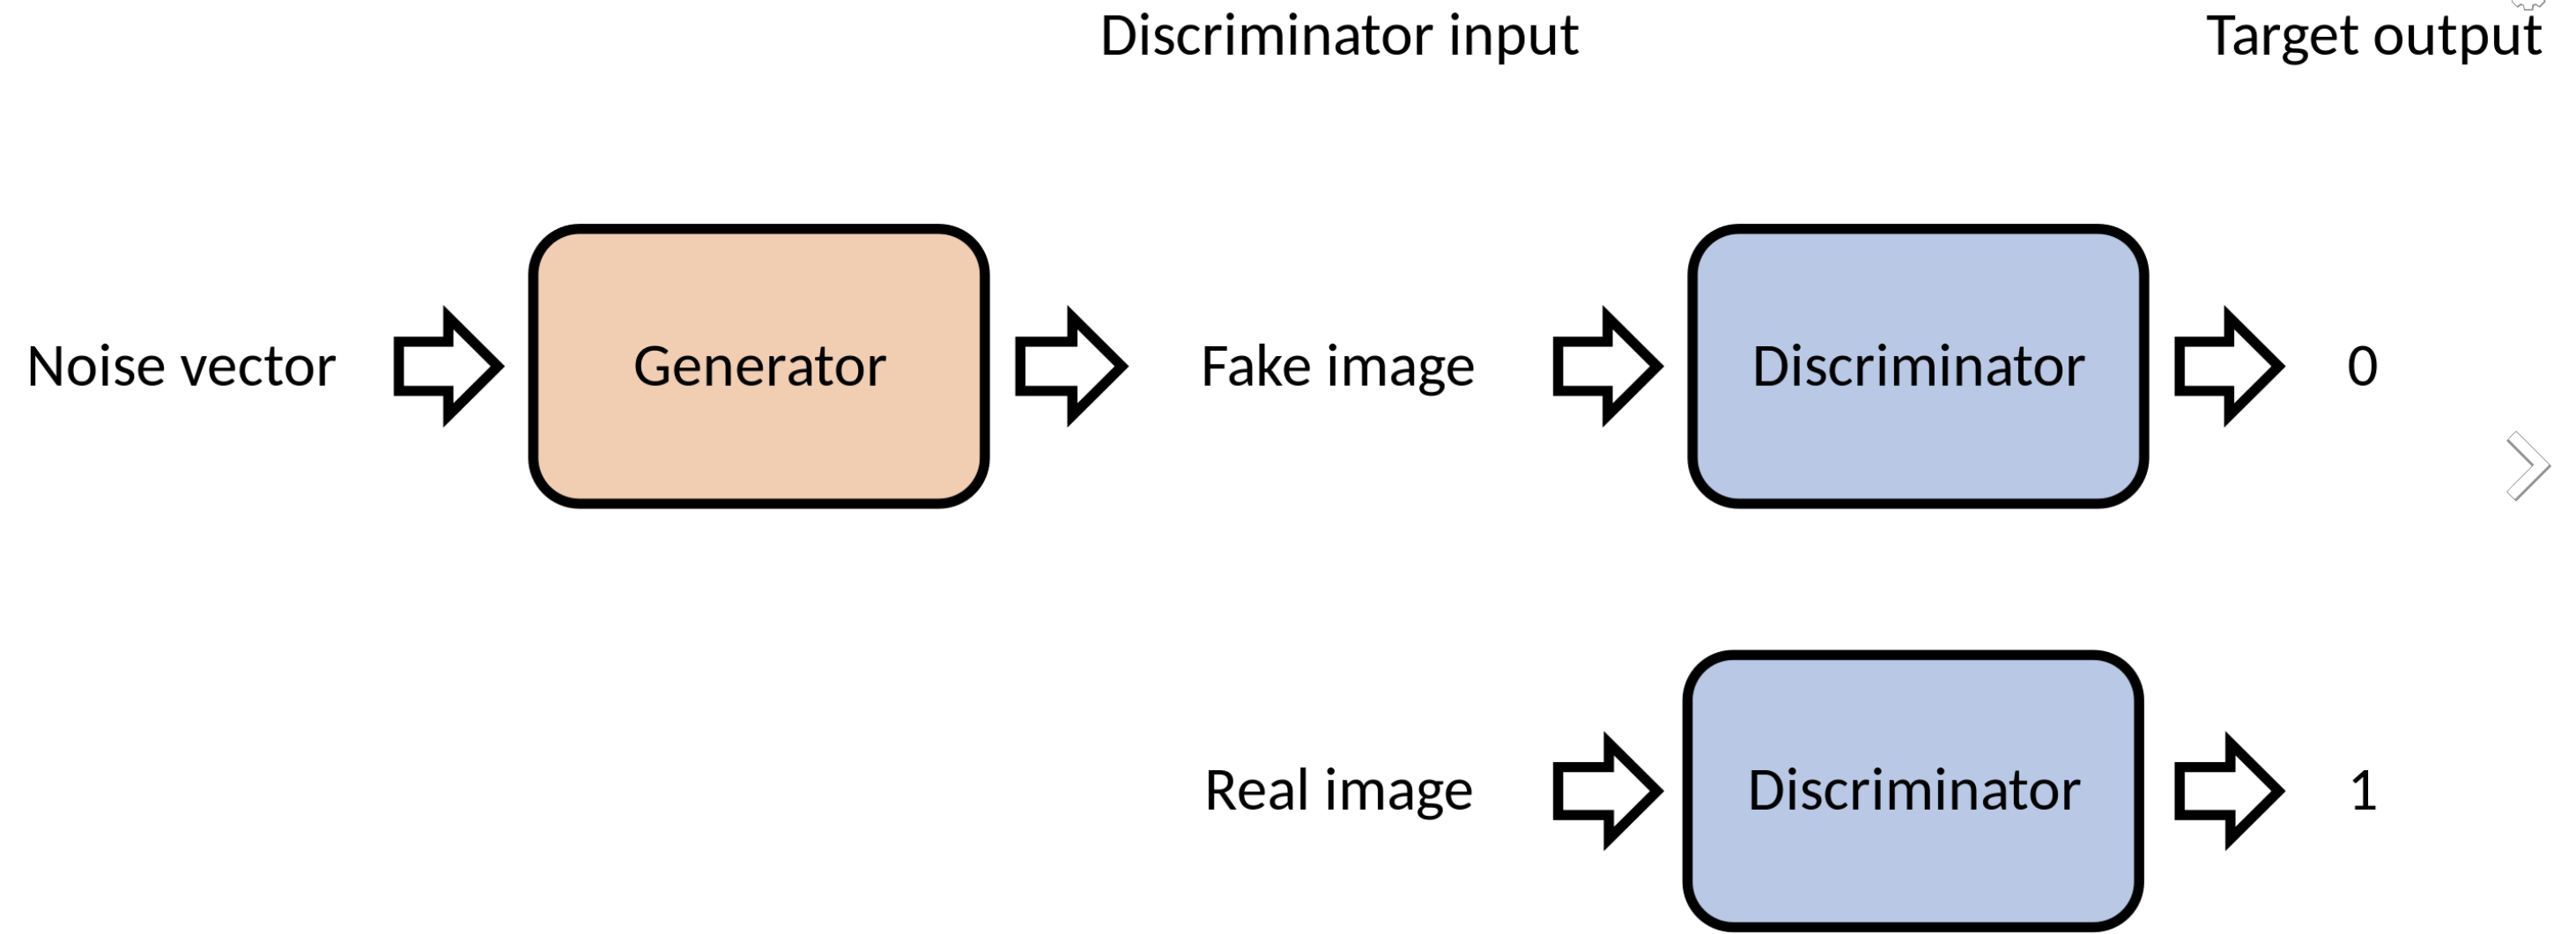 Discriminator input
Target output
Noise vector
Generator
Fake image
Discriminator
0
Real image
Discriminator
1